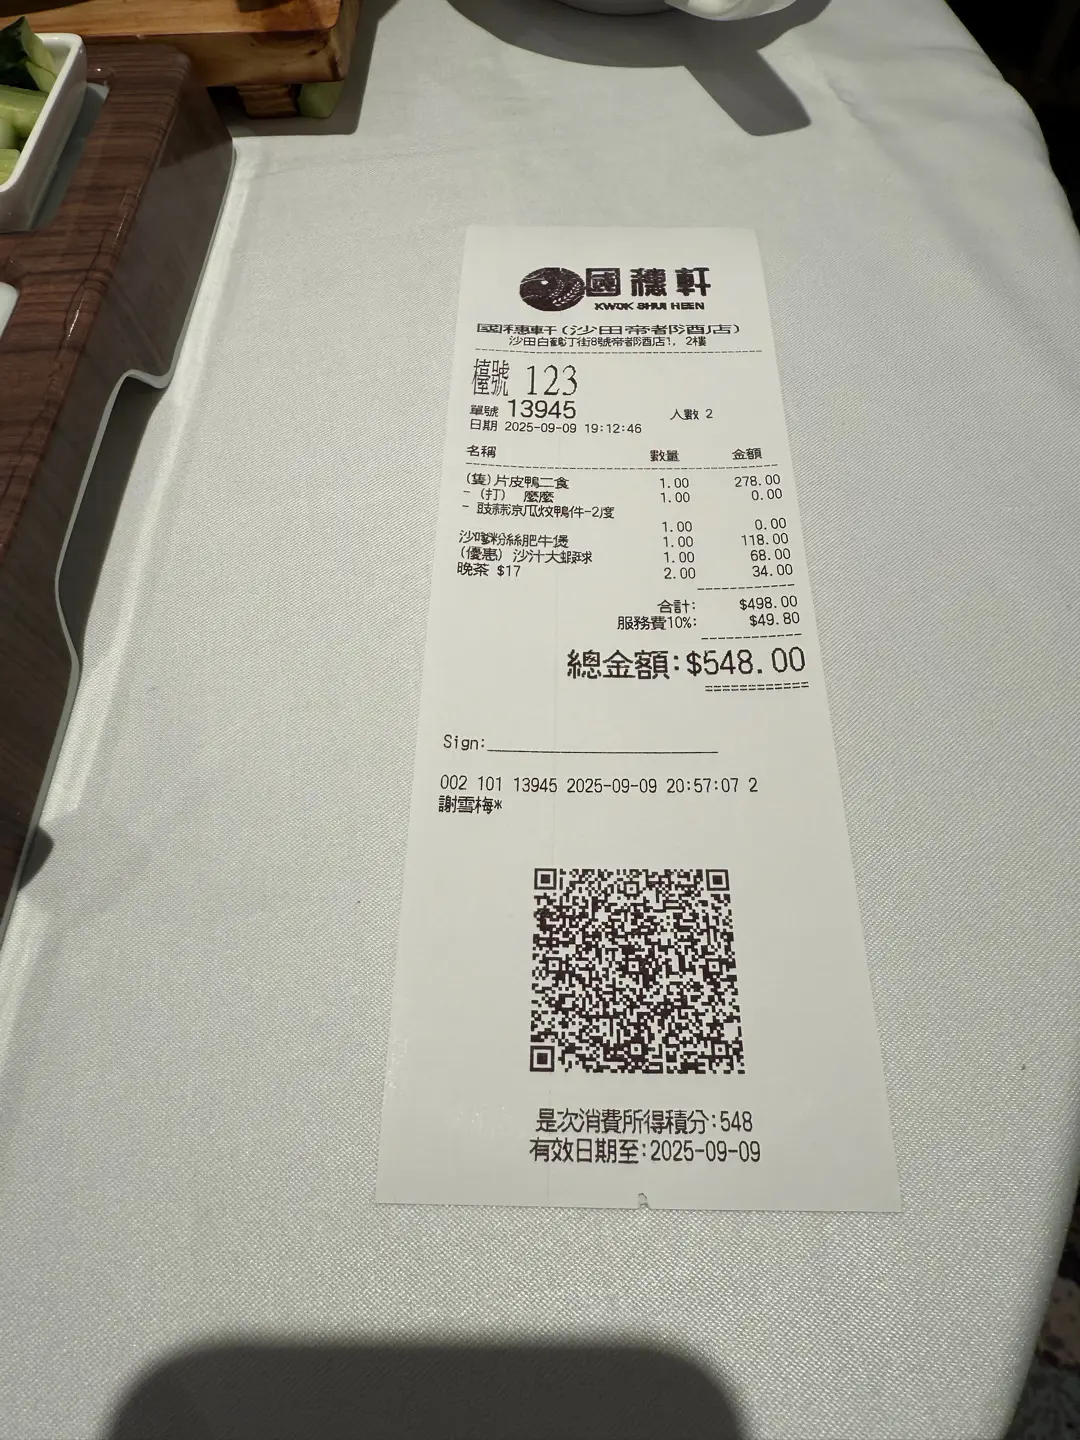 國穗軒
KWOK SHUI HEEN
國穗軒(沙田帝都酒店)
沙田白鶴汀街8號帝都酒店1, 2樓
檯號 123
單號 13945 人數 2
日期 2025-09-09 19:12:46
名稱 數量 金額
(隻)片皮鴨二食 1.00 278.00
- (打) 麼麼 1.00 0.00
- 豉蒜涼瓜炆鴨件-2度
1.00 0.00
沙嗲粉絲肥牛煲 1.00 118.00
(優惠) 沙汁大蝦球 1.00 68.00
晚茶 $17 2.00 34.00
合計: $498.00
服務費10%: $49.80
總金額:$548.00
Sign:
002 101 13945 2025-09-09 20:57:07 2
謝雪梅*
是次消費所得積分:548
有效日期至:2025-09-09